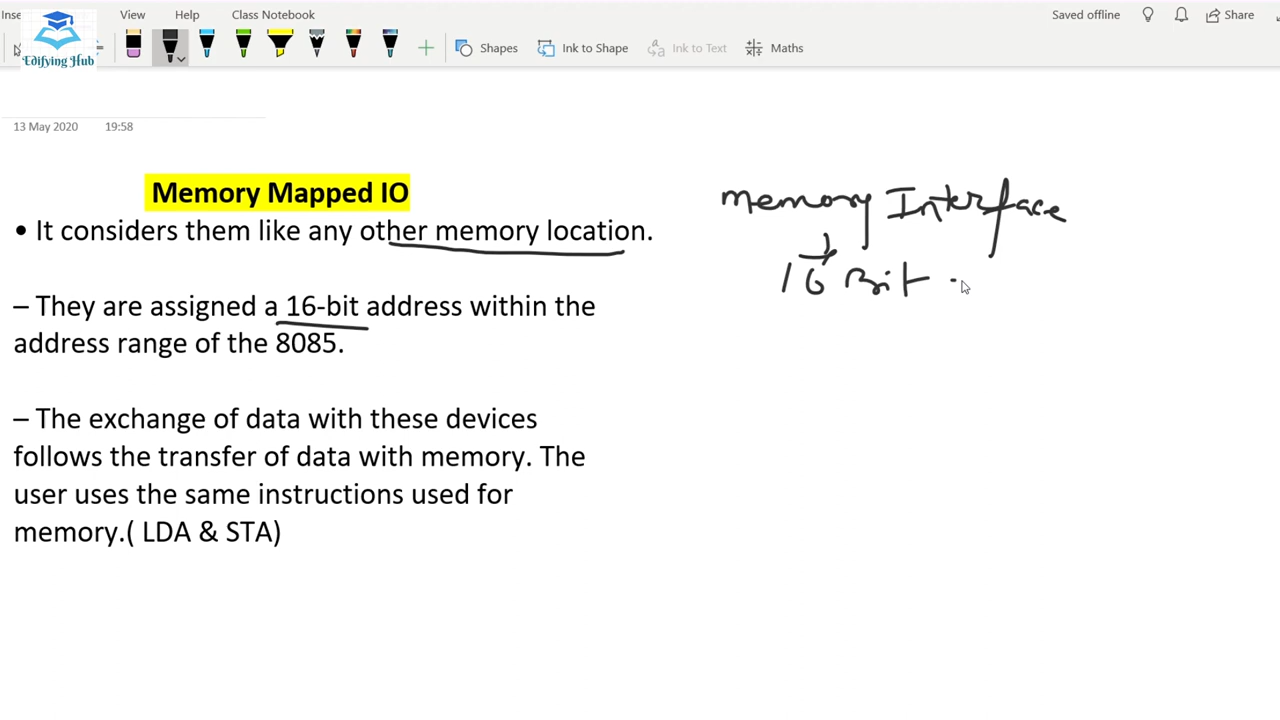 Inse View Help Class Notebook Saved offline Share
Edifying Hub
Shapes Ink to Shape Ink to Text Maths
13 May 2020 19:58
Memory Mapped IO
• It considers them like any other memory location.
– They are assigned a 16-bit address within the
address range of the 8085.
– The exchange of data with these devices
follows the transfer of data with memory. The
user uses the same instructions used for
memory.( LDA & STA)
memory Interface
16 Bit